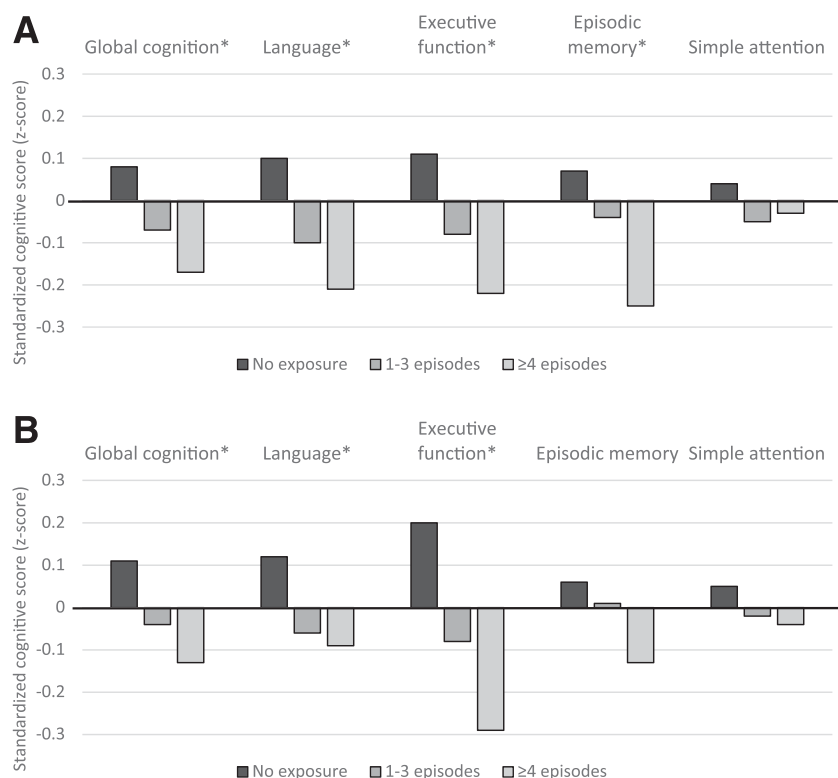 A
Executive Episodic
Global cognition* Language* function* memory* Simple attention
Standardized cognitive score (z-score)
0.3
0.2
0.1
0
-0.1
-0.2
-0.3
No exposure 1-3 episodes ≥4 episodes
B
Executive
Global cognition* Language* function* Episodic memory Simple attention
Standardized cognitive score (z-score)
0.3
0.2
0.1
0
-0.1
-0.2
-0.3
No exposure 1-3 episodes ≥4 episodes